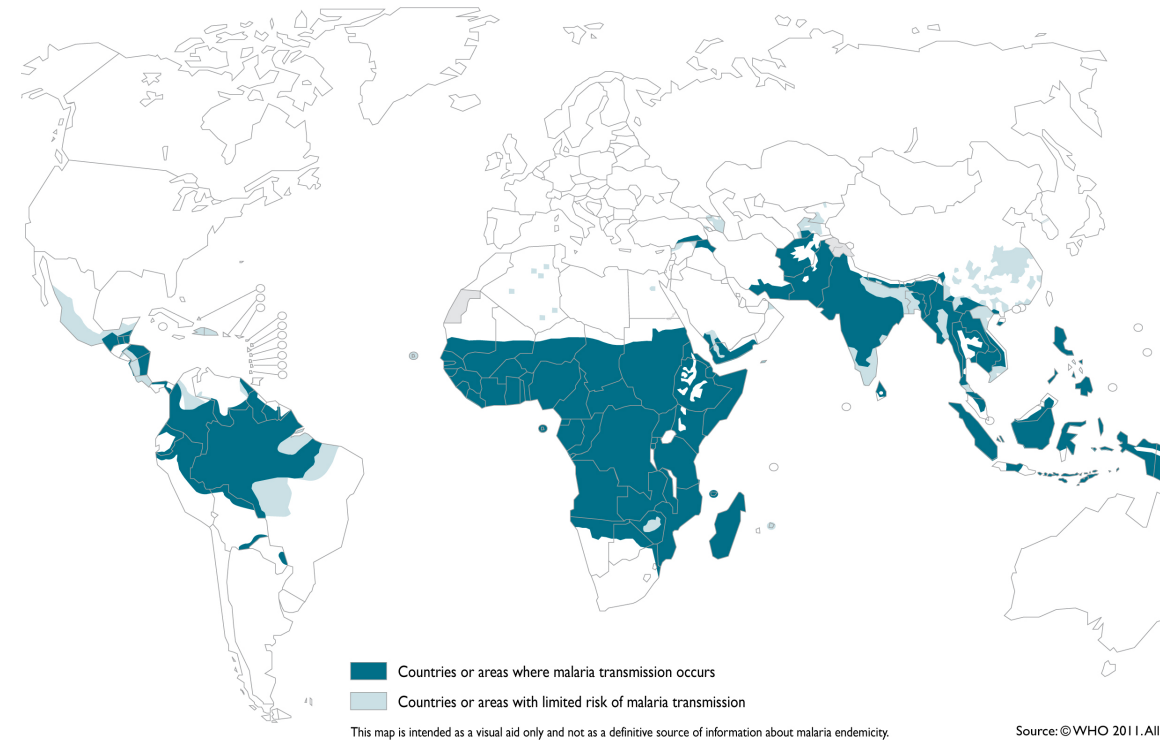 Countries or areas where malaria transmission occurs
Countries or areas with limited risk of malaria transmission
This map is intended as a visual aid only and not as a definitive source of information about malaria endemicity.
Source: © WHO 2011. All